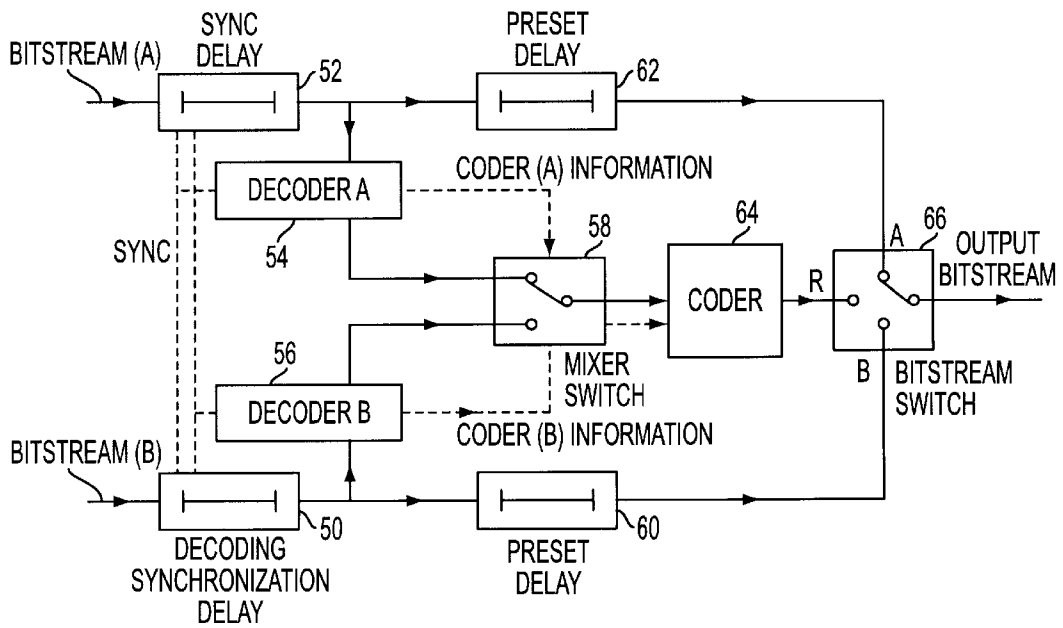 SYNC
DELAY
PRESET
DELAY
BITSTREAM (A)
52
62
DECODER A
CODER (A) INFORMATION
54
SYNC
58
64
A
66
OUTPUT
BITSTREAM
R
CODER
MIXER
SWITCH
B
BITSTREAM
SWITCH
56
DECODER B
CODER (B) INFORMATION
BITSTREAM (B)
50
60
DECODING
SYNCHRONIZATION
DELAY
PRESET
DELAY